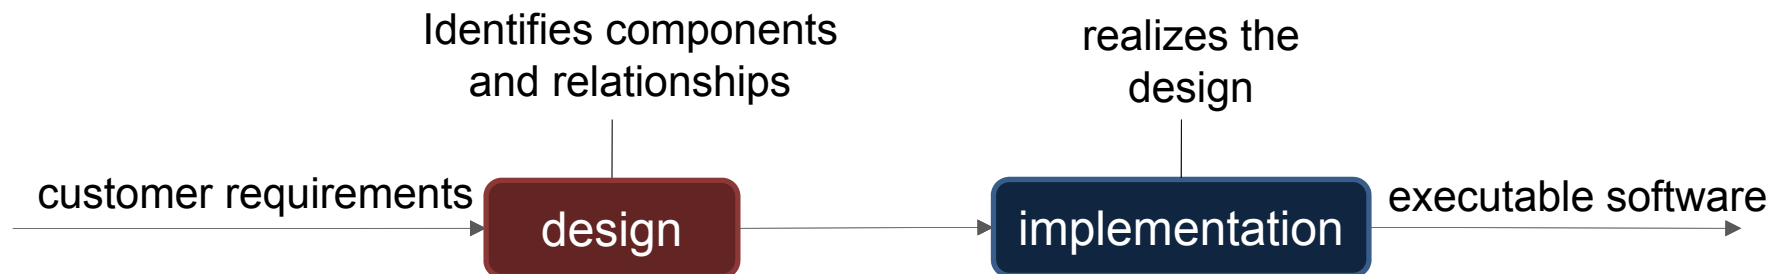 Identifies components
and relationships
realizes the
design
customer requirements
design
implementation
executable software